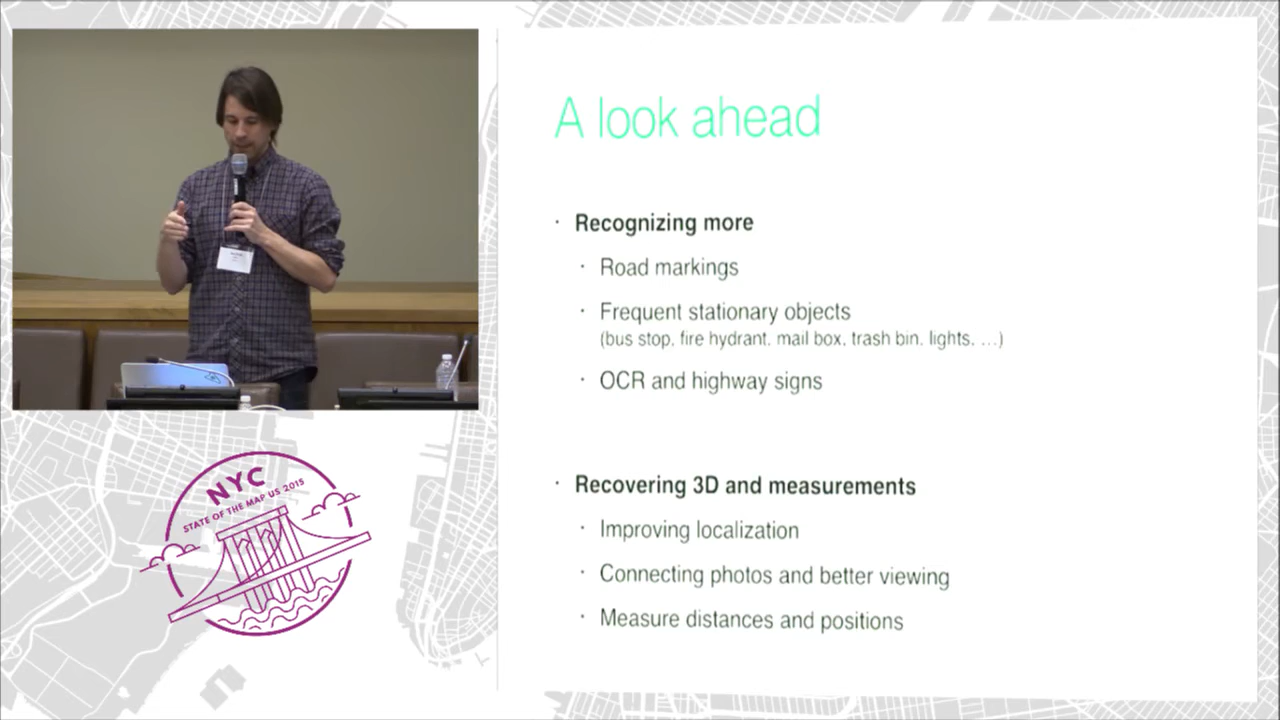 A look ahead
· Recognizing more
· Road markings
· Frequent stationary objects
(bus stop, fire hydrant, mail box, trash bin, lights, …)
· OCR and highway signs
· Recovering 3D and measurements
· Improving localization
· Connecting photos and better viewing
· Measure distances and positions
NYC
STATE OF THE MAP US 2015